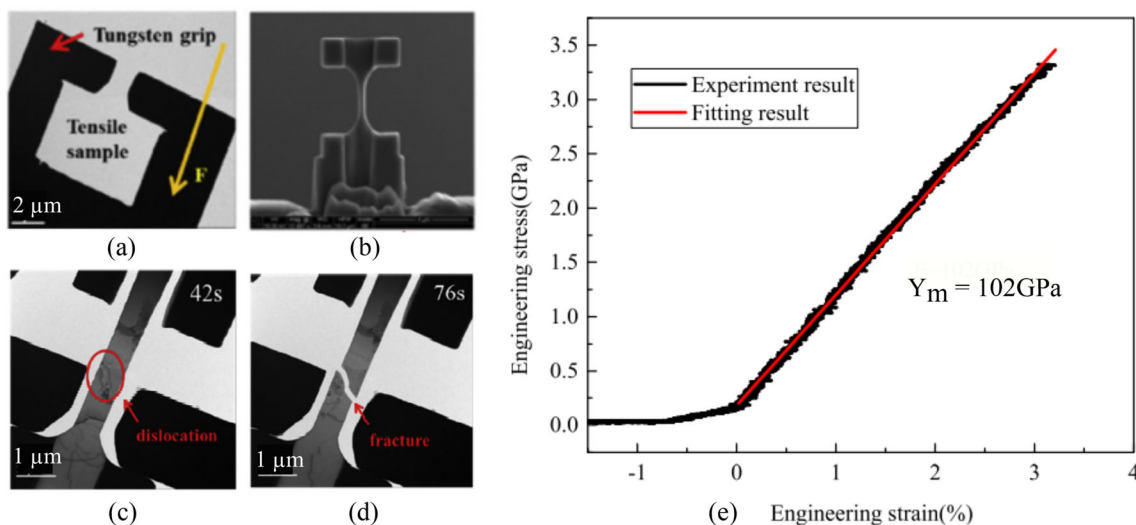 Tungsten grip
Tensile
sample
F
2 μm
(a)
(b)
42s
dislocation
1 μm
(c)
76s
fracture
1 μm
(d)
Engineering stress(GPa)
3.5
3.0
2.5
2.0
1.5
1.0
0.5
0.0
Experiment result
Fitting result
Ym = 102GPa
-1
0
1
2
3
4
(e)
Engineering strain(%)